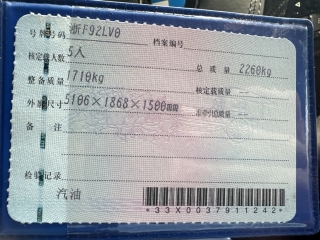 号牌号码 浙F92LV0 档案编号
核定载人数 5人 总质量 2260kg
整备质量 1710kg 核定载质量 --
外廓尺寸 5106×1868×1500mm 准牵引总质量 --
备注
检验记录
汽油
*33X0037911242*